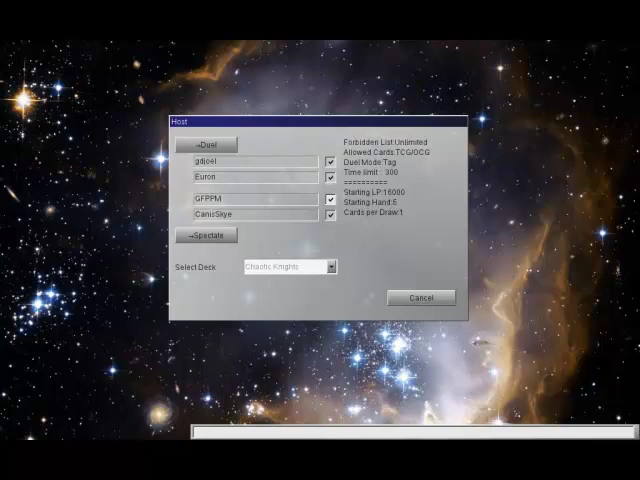 Host
→Duel
gdjoel
Euron
GFPPM
CanisSkye
→Spectate
Select Deck
Chaotic Knights
Forbidden List:Unlimited
Allowed Cards:TCG/OCG
Duel Mode:Tag
Time limit : 300
==========
Starting LP:16000
Starting Hand:5
Cards per Draw:1
Cancel